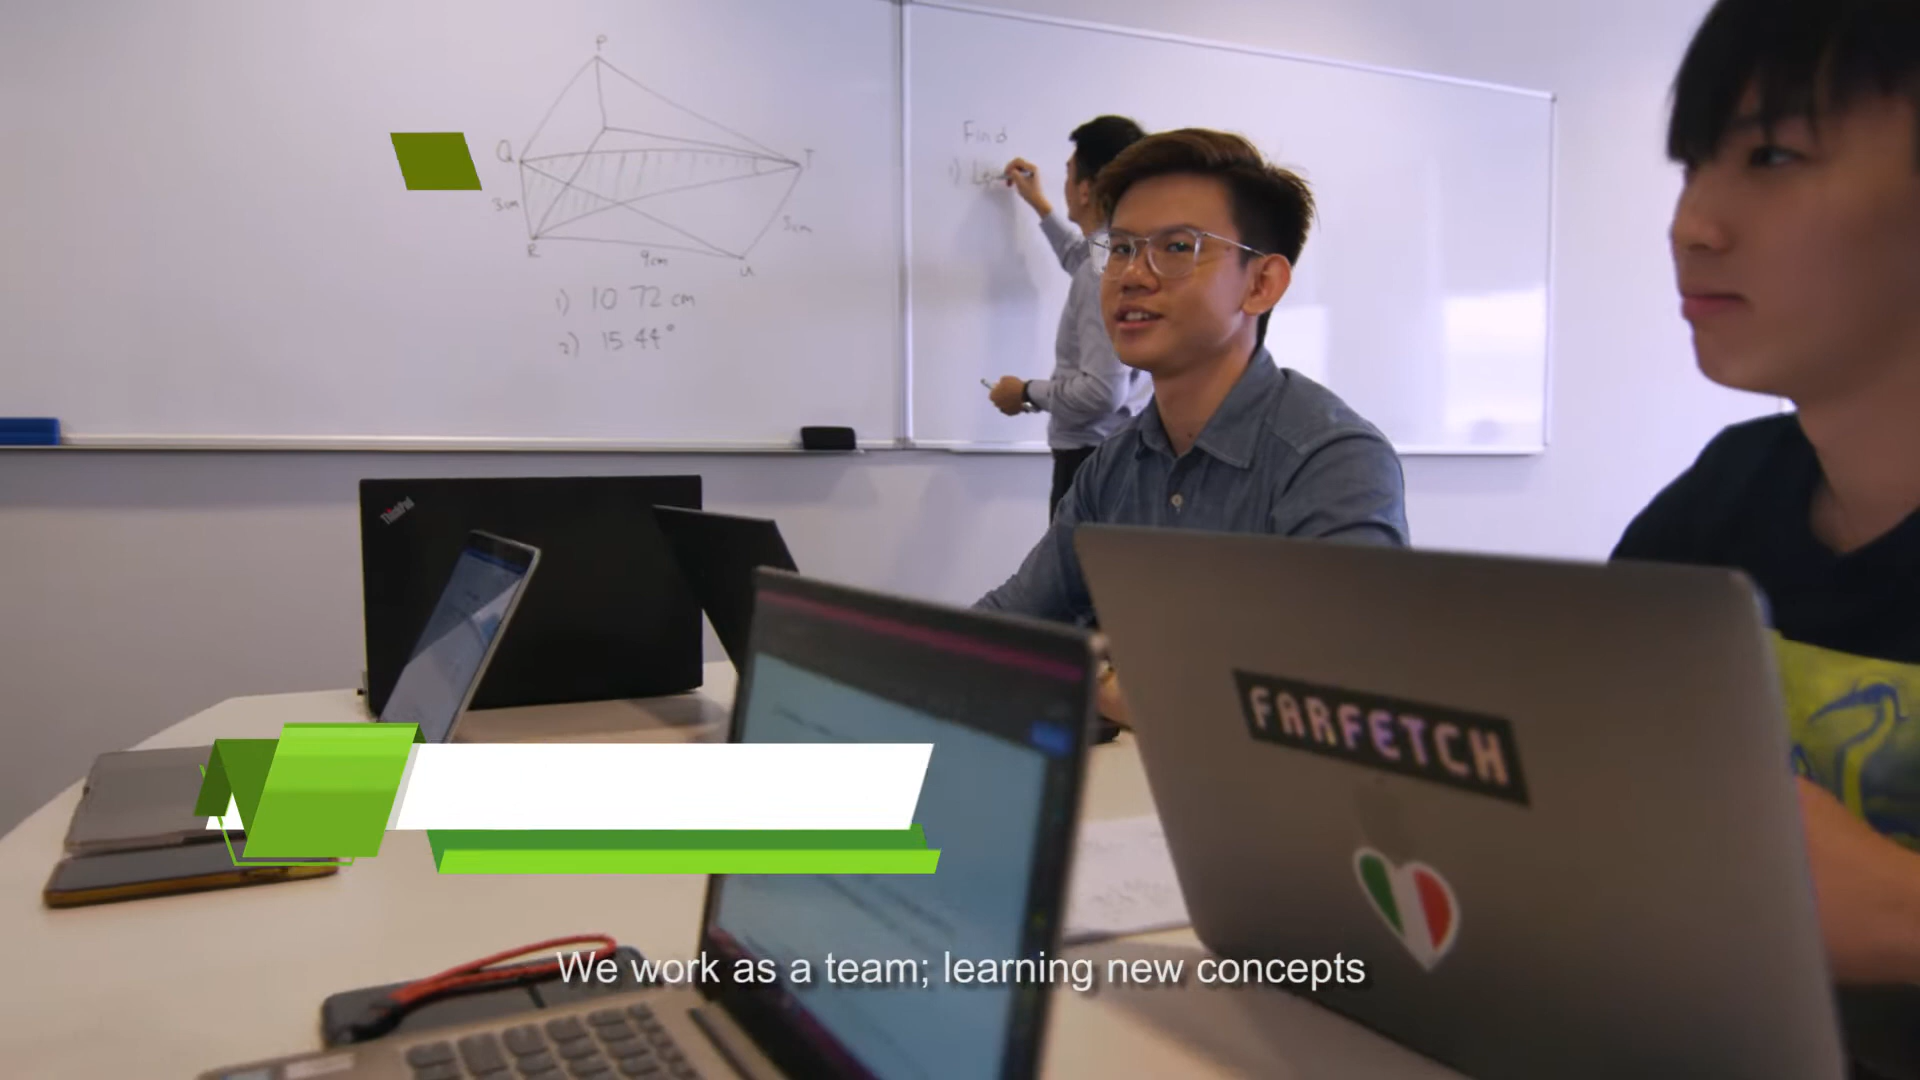 P
Q
T
3cm
3cm
R
9cm
U
1) 10.72 cm
2) 15.44°
Find
1)
ThinkPad
FARFETCH
We work as a team; learning new concepts